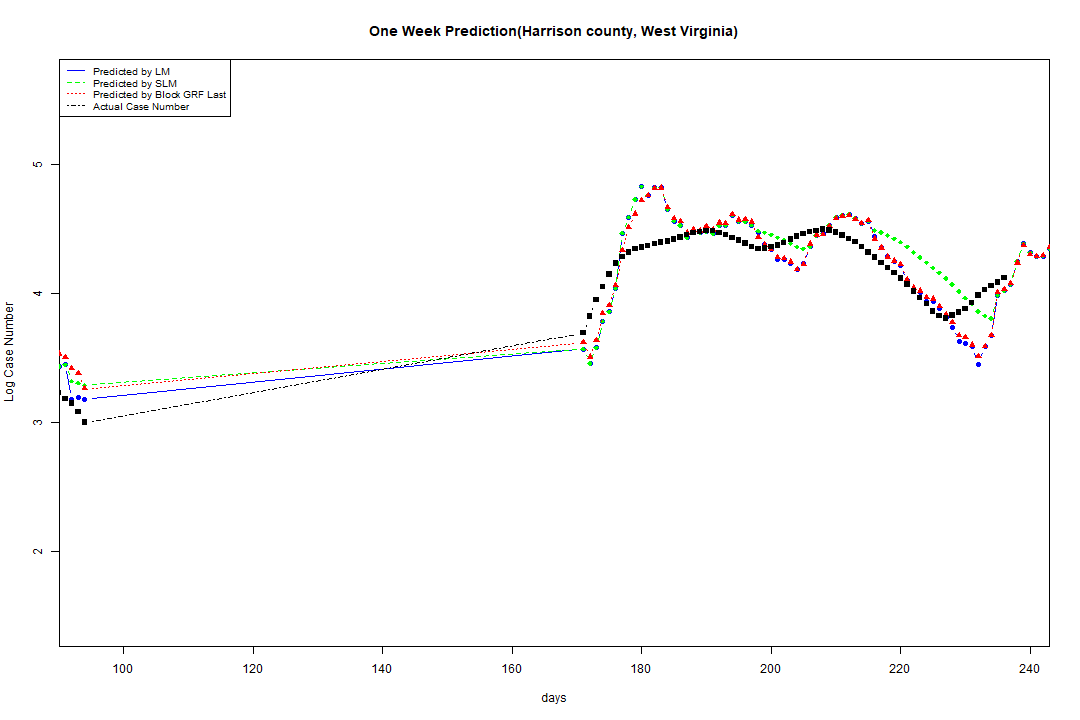 One Week Prediction(Harrison county, West Virginia)
Predicted by LM
Predicted by SLM
Predicted by Block GRF Last
Actual Case Number
5
4
3
2
Log Case Number
100 120 140 160 180 200 220 240
days